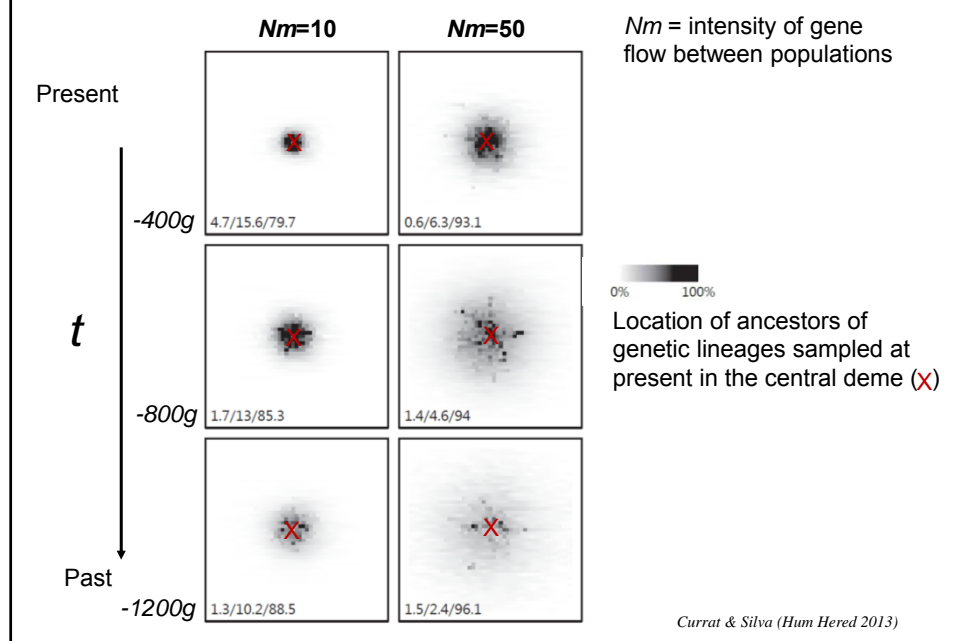 Nm=10
Nm=50
Nm = intensity of gene
flow between populations
Present
-400g
4.7/15.6/79.7
0.6/6.3/93.1
0%
100%
Location of ancestors of
genetic lineages sampled at
present in the central deme (X)
t
X
X
-800g
1.7/13/85.3
1.4/4.6/94
X
X
Past
-1200g
1.3/10.2/88.5
1.5/2.4/96.1
X
X
Currat & Silva (Hum Hered 2013)